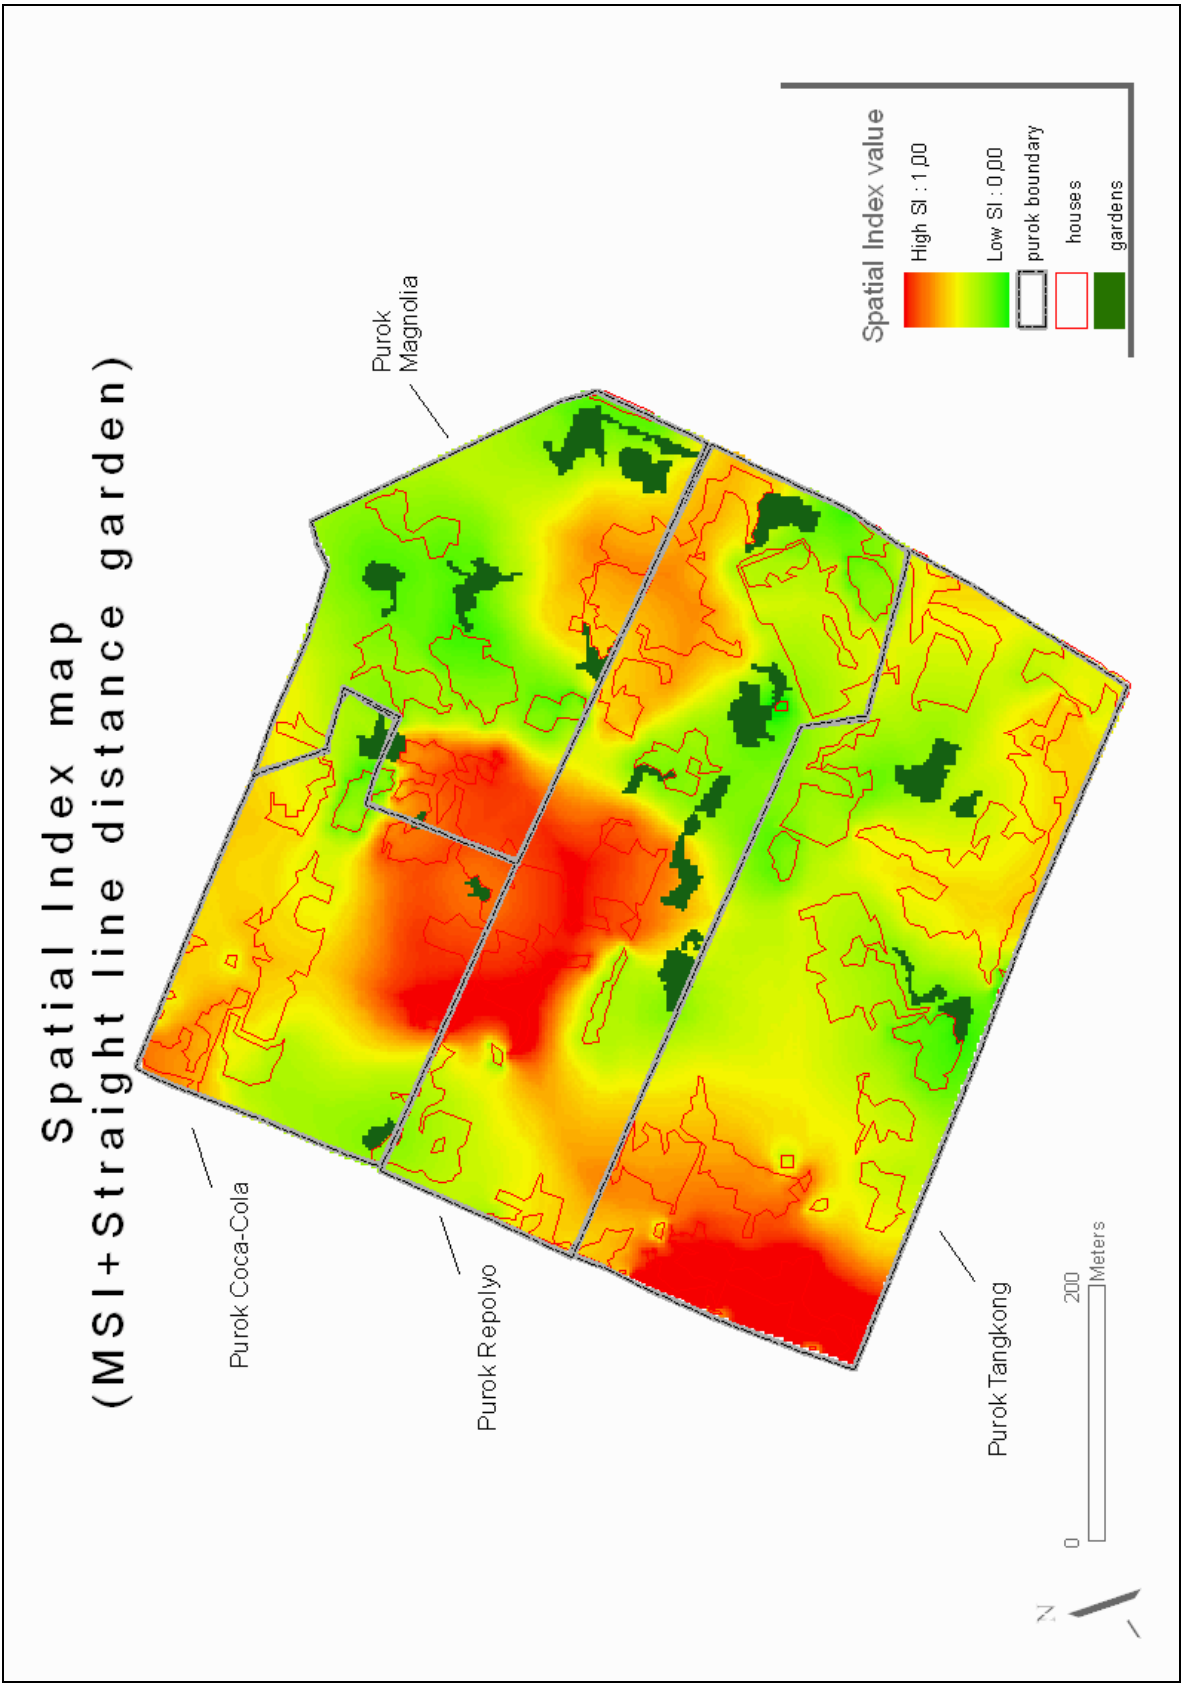 Spatial Index map
(MSI+Straight line distance garden)
Purok
Magnolia
Purok Coca-Cola
Purok Repolyo
Purok Tangkong
Spatial Index value
High SI : 1,00
Low SI : 0,00
purok boundary
houses
gardens
0
200
Meters
N